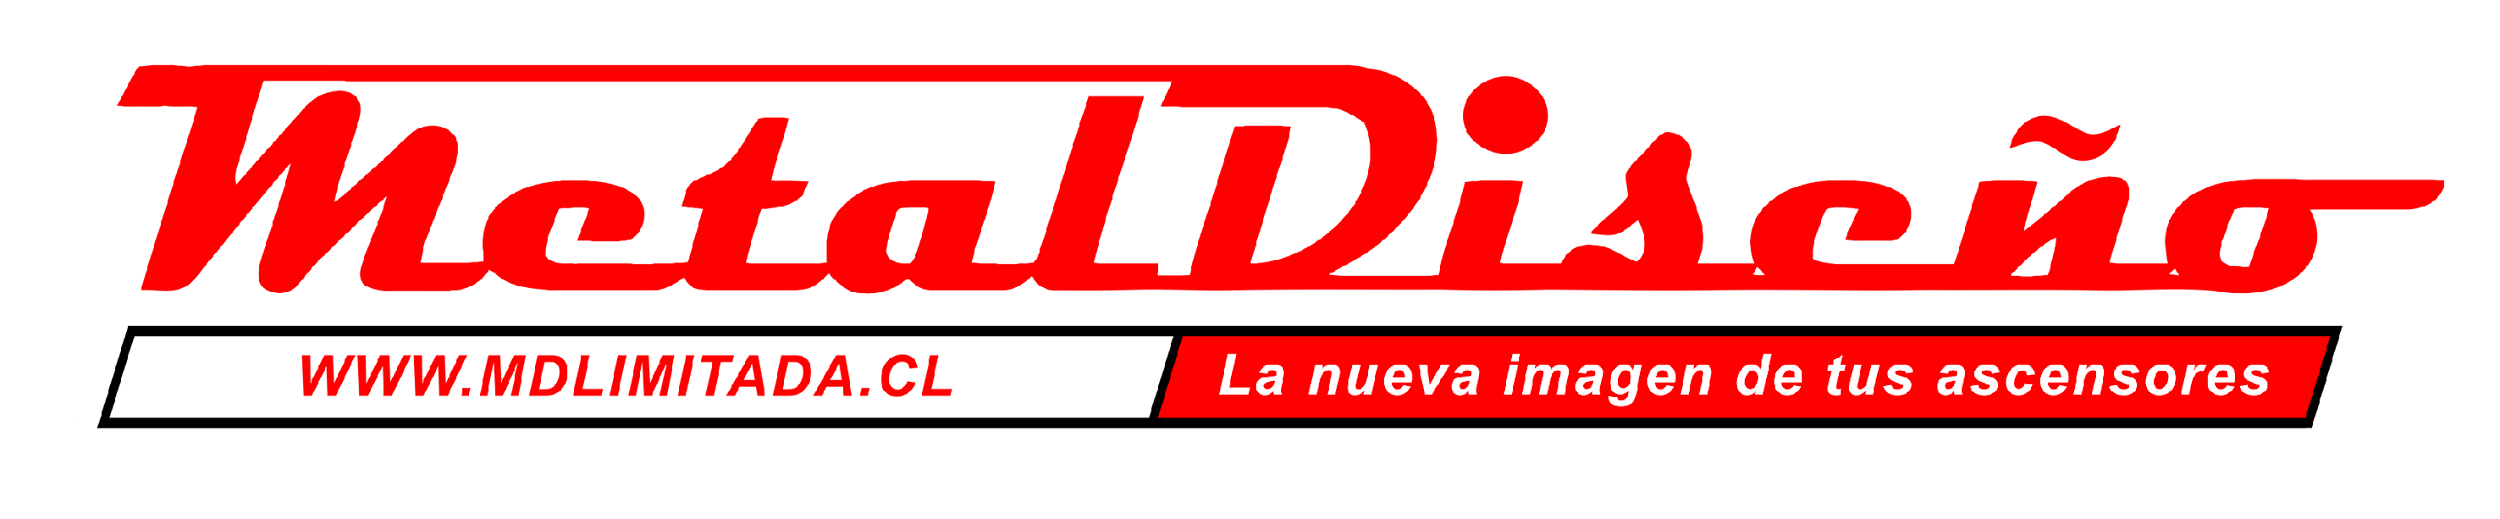 MetalDiseño
WWW.MDLIMITADA.CL
La nueva imagen de tus ascensores